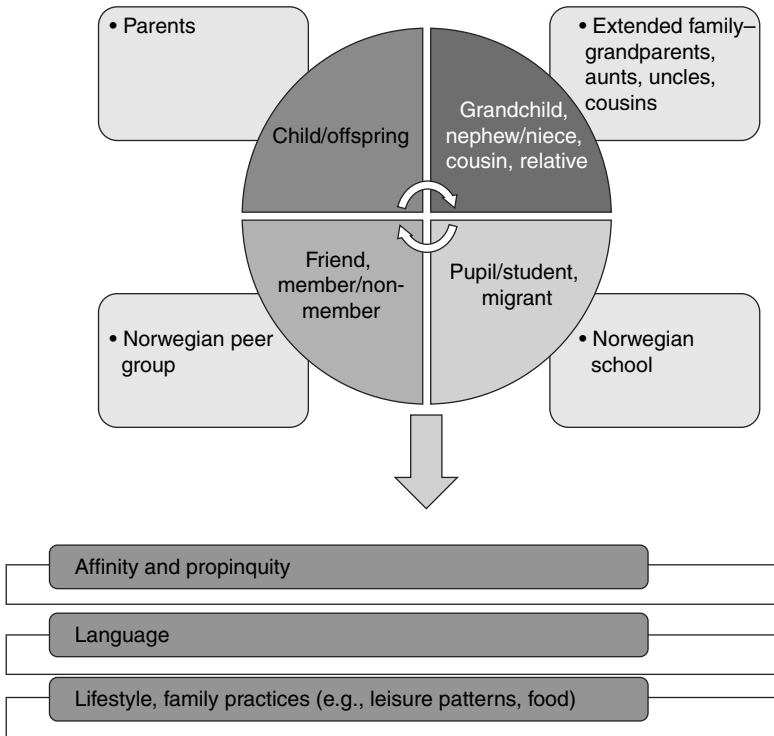 • Parents
• Extended family–
grandparents,
aunts, uncles,
cousins
Child/offspring
Grandchild,
nephew/niece,
cousin, relative
Friend,
member/non-
member
Pupil/student,
migrant
• Norwegian peer
group
• Norwegian
school
Affinity and propinquity
Language
Lifestyle, family practices (e.g., leisure patterns, food)